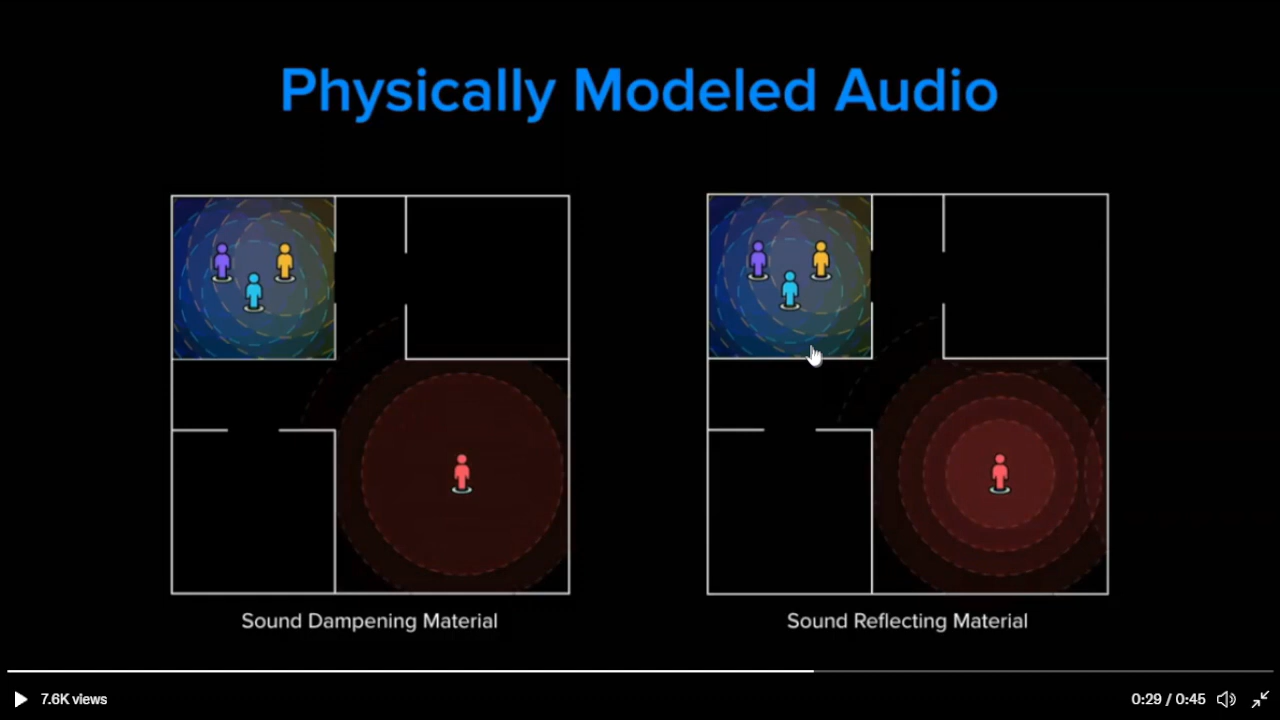 Physically Modeled Audio
Sound Dampening Material
Sound Reflecting Material
7.6K views
0:29 / 0:45